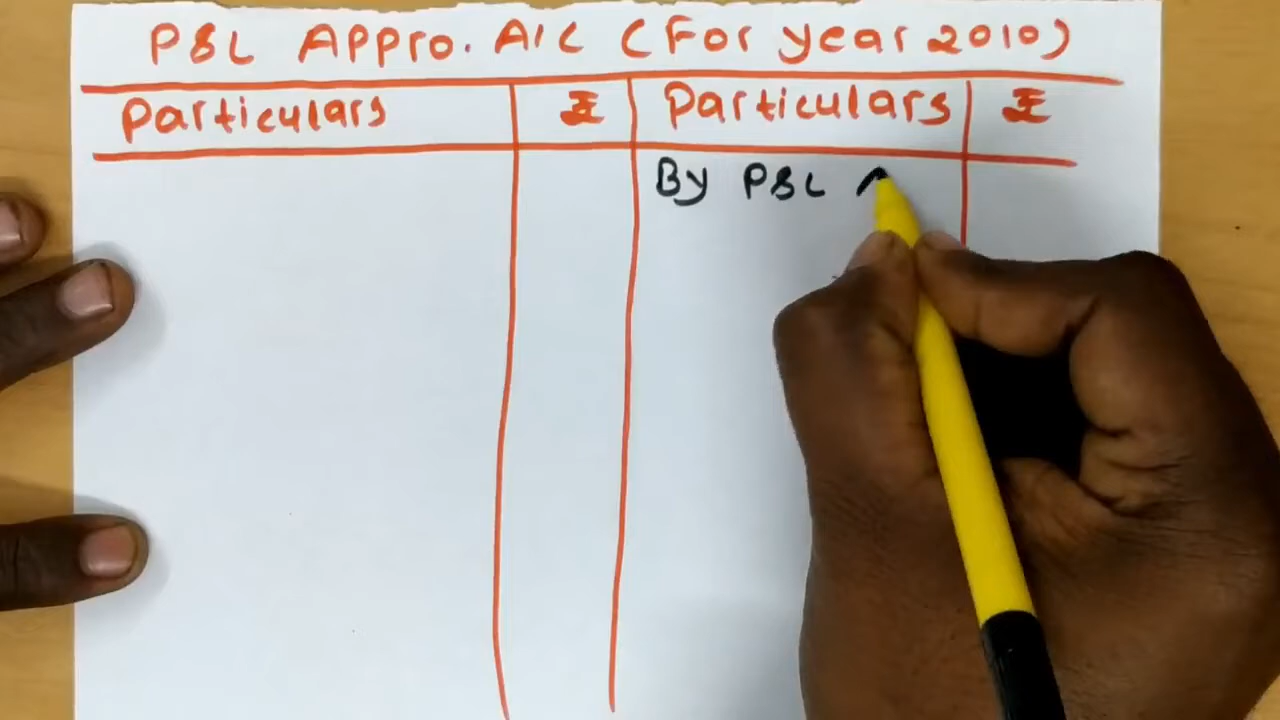 P&L Appro. A/C (For year 2010)
Particulars ₹ Particulars ₹
By P&L